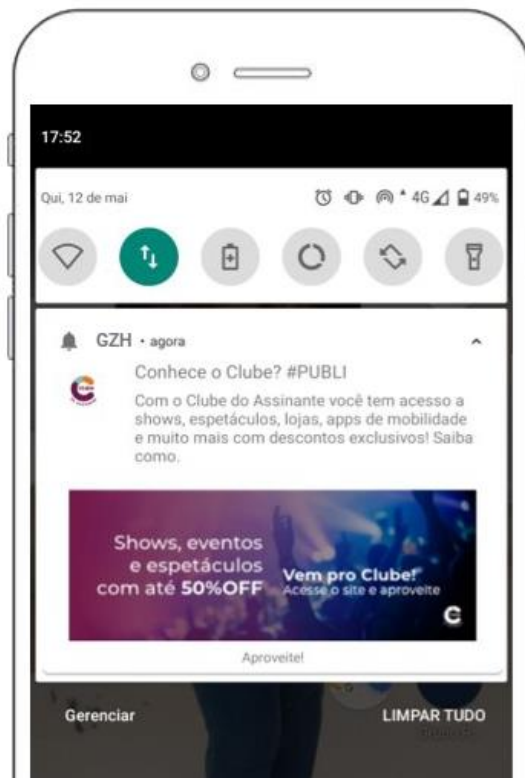 17:52
Qui, 12 de mai
4G
49%
GZH • agora
Conhece o Clube? #PUBLI
Com o Clube do Assinante você tem acesso a
shows, espetáculos, lojas, apps de mobilidade
e muito mais com descontos exclusivos! Saiba
como.
Shows, eventos
e espetáculos
com até 50%OFF
Vem pro Clube!
Acesse o site e aproveite
Aproveite!
Gerenciar
LIMPAR TUDO